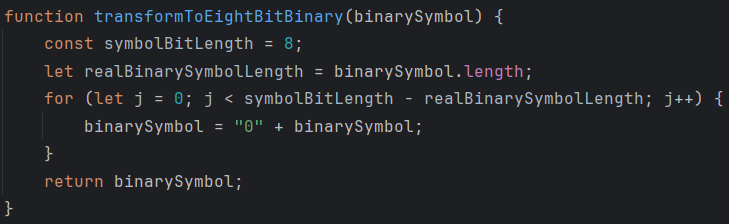 function transformToEightBitBinary(binarySymbol) {
    const symbolBitLength = 8;
    let realBinarySymbolLength = binarySymbol.length;
    for (let j = 0; j < symbolBitLength - realBinarySymbolLength; j++) {
        binarySymbol = "0" + binarySymbol;
    }
    return binarySymbol;
}